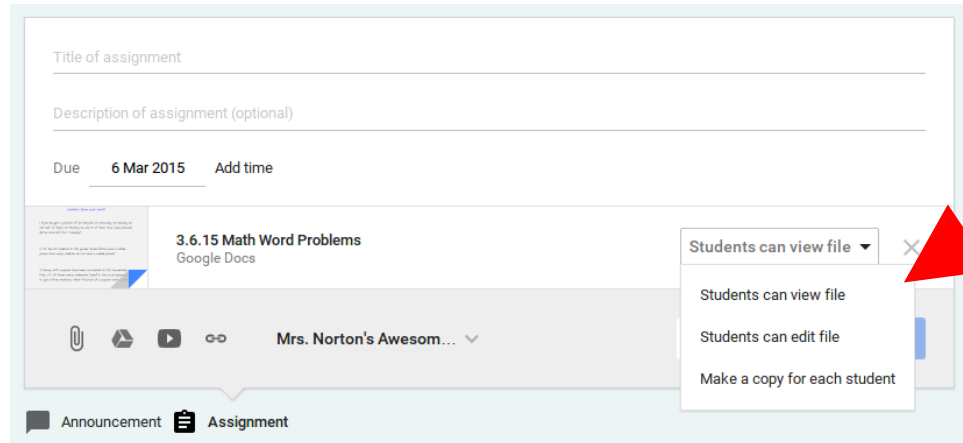 Title of assignment
Description of assignment (optional)
Due 6 Mar 2015 Add time
3.6.15 Math Word Problems
Google Docs
Students can view file
Students can view file
Students can edit file
Make a copy for each student
Mrs. Norton's Awesom...
Announcement Assignment